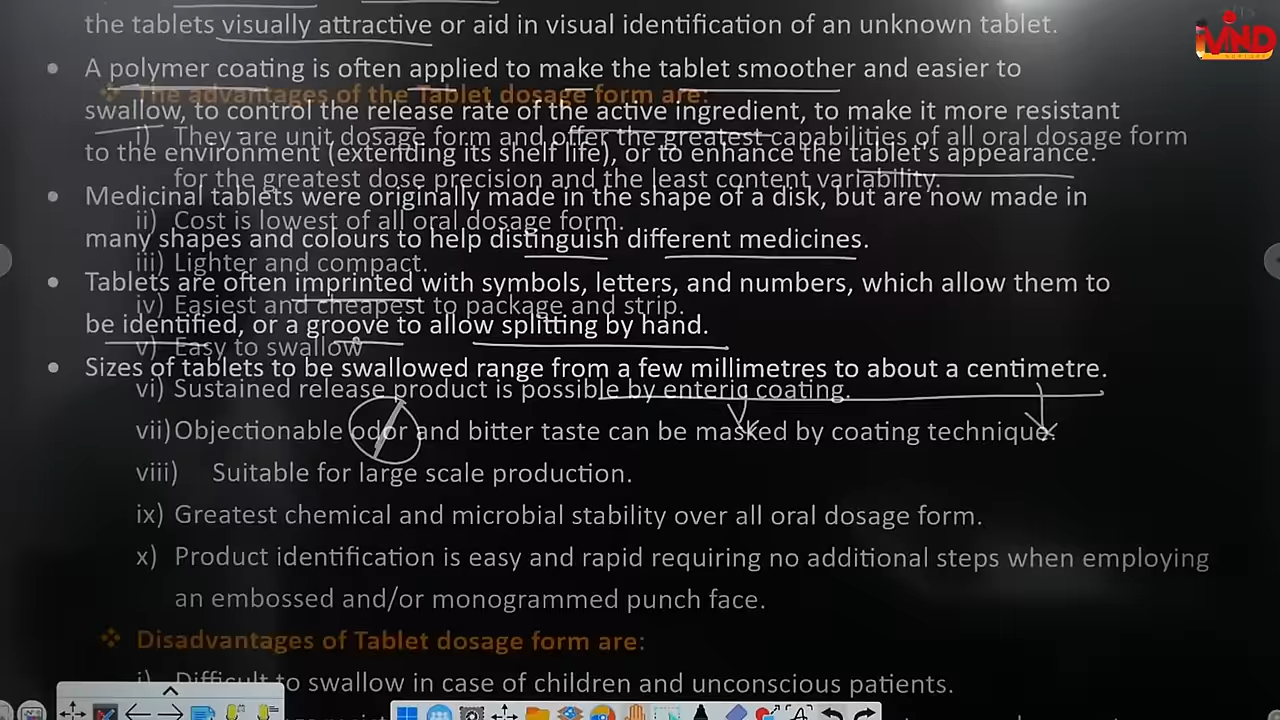 the tablets visually attractive or aid in visual identification of an unknown tablet.
• A polymer coating is often applied to make the tablet smoother and easier to
swallow, to control the release rate of the active ingredient, to make it more resistant
to the environment (extending its shelf life), or to enhance the tablet's appearance.
• Medicinal tablets were originally made in the shape of a disk, but are now made in
many shapes and colours to help distinguish different medicines.
• Tablets are often imprinted with symbols, letters, and numbers, which allow them to
be identified, or a groove to allow splitting by hand.
• Sizes of tablets to be swallowed range from a few millimetres to about a centimetre.
❖ The advantages of the Tablet dosage form are:
i) They are unit dosage form and offer the greatest capabilities of all oral dosage form
for the greatest dose precision and the least content variability.
ii) Cost is lowest of all oral dosage form.
iii) Lighter and compact.
iv) Easiest and cheapest to package and strip.
v) Easy to swallow
vi) Sustained release product is possible by enteric coating.
vii) Objectionable odor and bitter taste can be masked by coating technique.
viii) Suitable for large scale production.
ix) Greatest chemical and microbial stability over all oral dosage form.
x) Product identification is easy and rapid requiring no additional steps when employing
an embossed and/or monogrammed punch face.
❖ Disadvantages of Tablet dosage form are:
i) Difficult to swallow in case of children and unconscious patients.